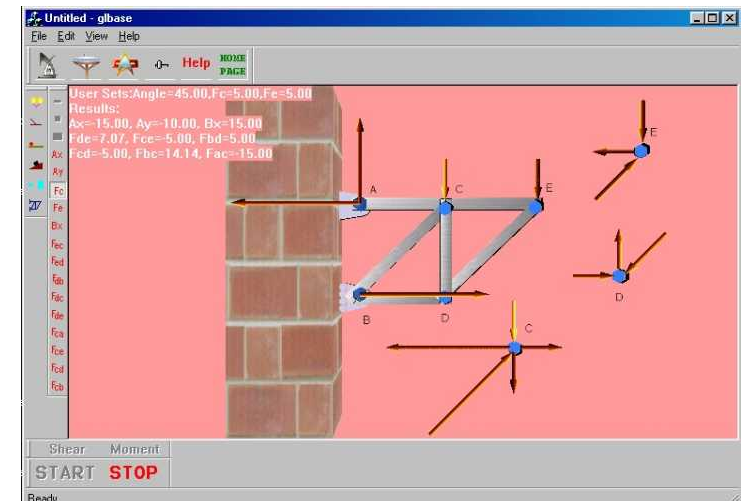 Untitled - glbase
File Edit View Help
Help HOME PAGE
User Sets:Angle=45.00,Fc=5.00,Fe=5.00
Results:
Ax=-15.00, Ay=-10.00, Bx=15.00
Fde=7.07, Fce=-5.00, Fbd=5.00
Fcd=-5.00, Fbc=14.14, Fac=-15.00
Ax
Ay
Fc
Fe
Bx
Fec
Fed
Fdb
Fdc
Fde
Fca
Fce
Fcd
Fcb
A C E
B D
E
D
C
Shear Moment
START STOP
Ready